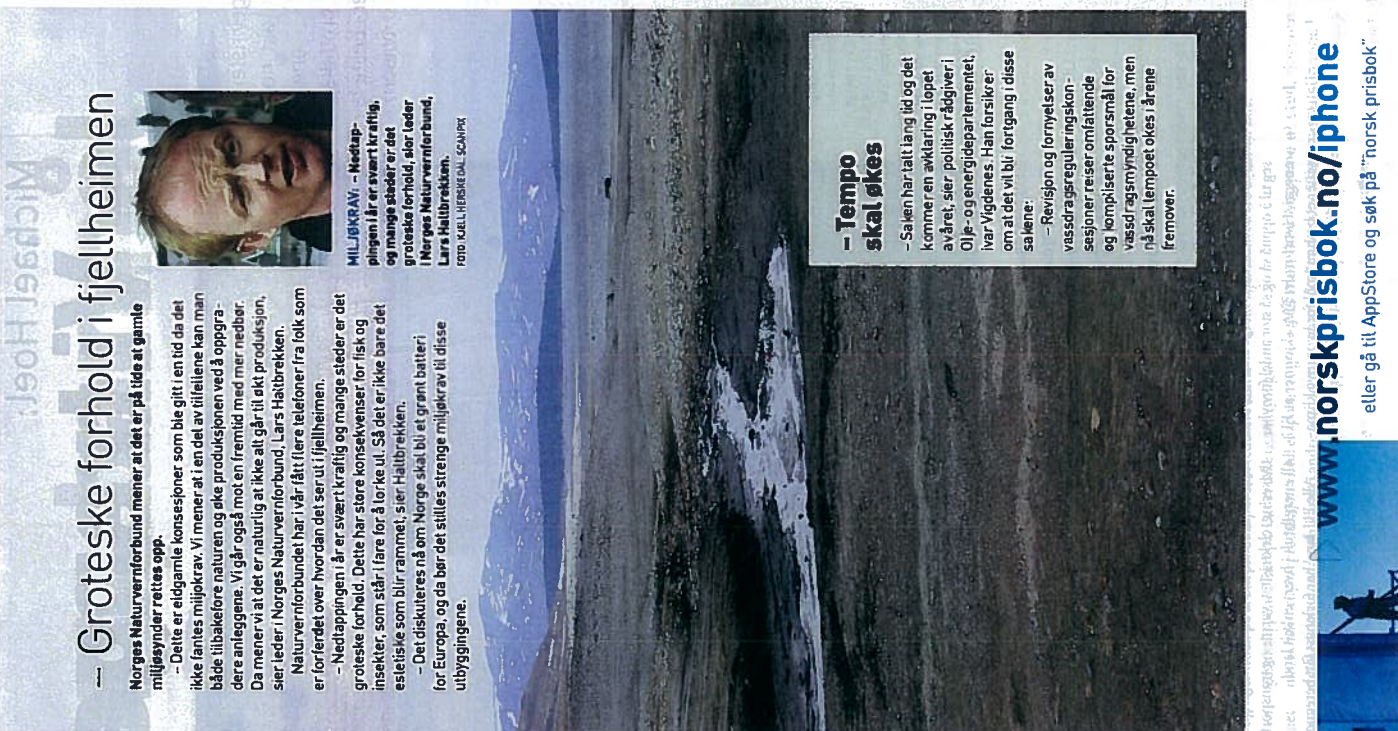 – Groteske forhold i fjellheimen
Norges Naturvernforbund mener at det er på tide at gamle
miljøsynder rettes opp.
– Dette er eldgamle konsesjoner som ble gitt i en tid da det
ikke fantes miljøkrav. Vi mener at i en del av tilfellene kan man
både tilbakeføre naturen og øke produksjonen ved å oppgra-
dere anleggene. Vi går også mot en fremtid med mer nedbør.
Da mener vi at det er naturlig at ikke alt går til økt produksjon,
sier leder i Norges Naturvernforbund, Lars Haltbrekken.
Naturvernforbundet har i vår fått flere telefoner fra folk som
er forferdet over hvordan det ser ut i fjellheimen.
– Nedtappingen i år er svært kraftig og mange steder er det
groteske forhold. Dette har store konsekvenser for fisk og
insekter, som står i fare for å tørke ut. Så det er ikke bare det
estetiske som blir rammet, sier Haltbrekken.
– Det diskuteres nå om Norge skal bli et grønt batteri
for Europa, og da bør det stilles strenge miljøkrav til disse
utbyggingene.
MILJØKRAV: – Nedtap-
pingen i år er svært kraftig,
og mange steder er det
groteske forhold, sier leder
i Norges Naturvernforbund,
Lars Haltbrekken.
FOTO: KJELL HERSKE DAL, SCANPIX
– Tempo
skal økes
– Saken har tatt lang tid og det
kommer en avklaring i løpet
av året, sier politisk rådgiver i
Olje- og energidepartementet,
Ivar Vigdenes. Han forsikrer
om at det vil bli fortgang i disse
sakene:
– Revisjon og fornyelser av
vassdragsreguleringskon-
sesjoner reiser omfattende
og kompliserte spørsmål for
vassdragsmyndighetene, men
nå skal tempoet økes i årene
fremover.
www.norskprisbok.no/iphone
eller gå til AppStore og søk på "norsk prisbok"